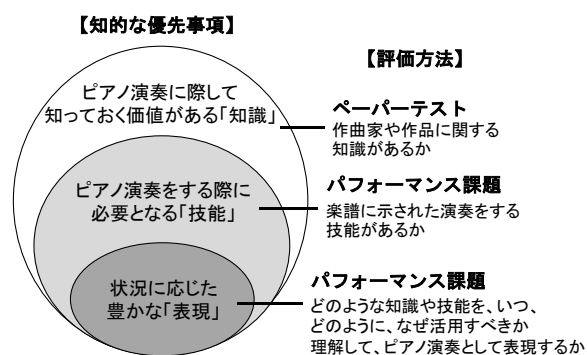 【知的な優先事項】
【評価方法】
ピアノ演奏に際して
知っておく価値がある「知識」
ペーパーテスト
作曲家や作品に関する
知識があるか
ピアノ演奏をする際に
必要となる「技能」
パフォーマンス課題
楽譜に示された演奏をする
技能があるか
状況に応じた
豊かな「表現」
パフォーマンス課題
どのような知識や技能を、いつ、
どのように、なぜ活用すべきか
理解して、ピアノ演奏として表現するか